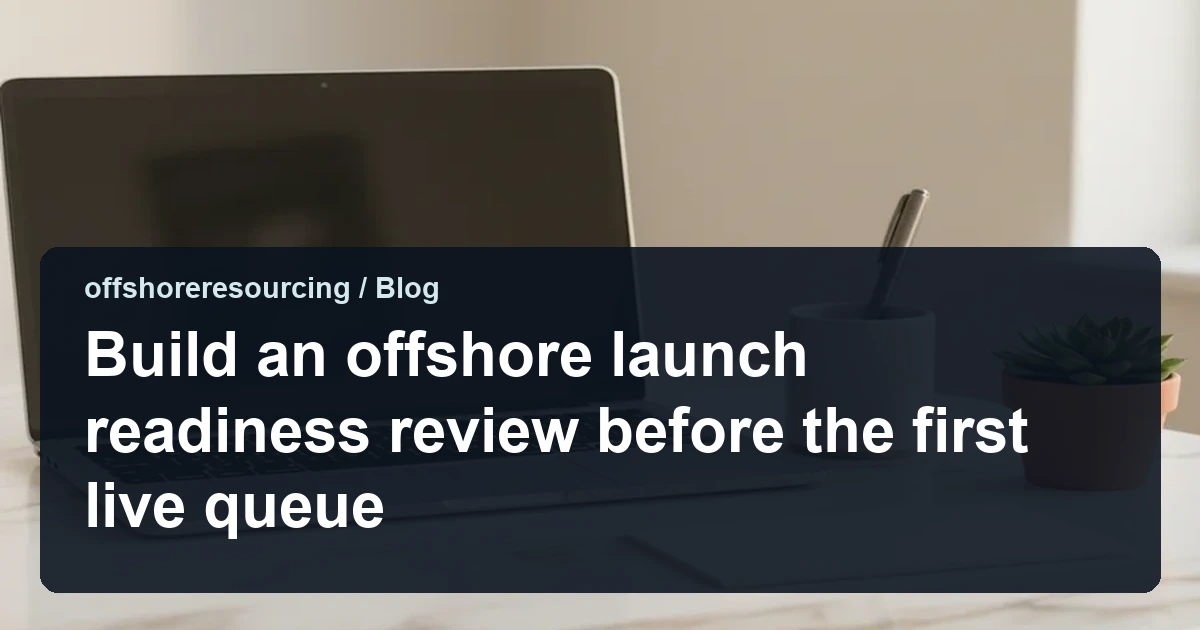 offshoreresourcing / Blog
Build an offshore launch
readiness review before the first
live queue